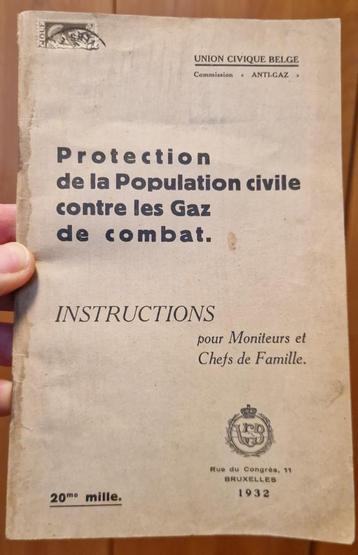 UNION CIVIQUE BELGE
Commission « ANTI-GAZ »
Protection
de la Population civile
contre les Gaz
de combat.
INSTRUCTIONS
pour Moniteurs et
Chefs de Famille.
Rue du Congrès, 11
BRUXELLES
1932
20me mille.